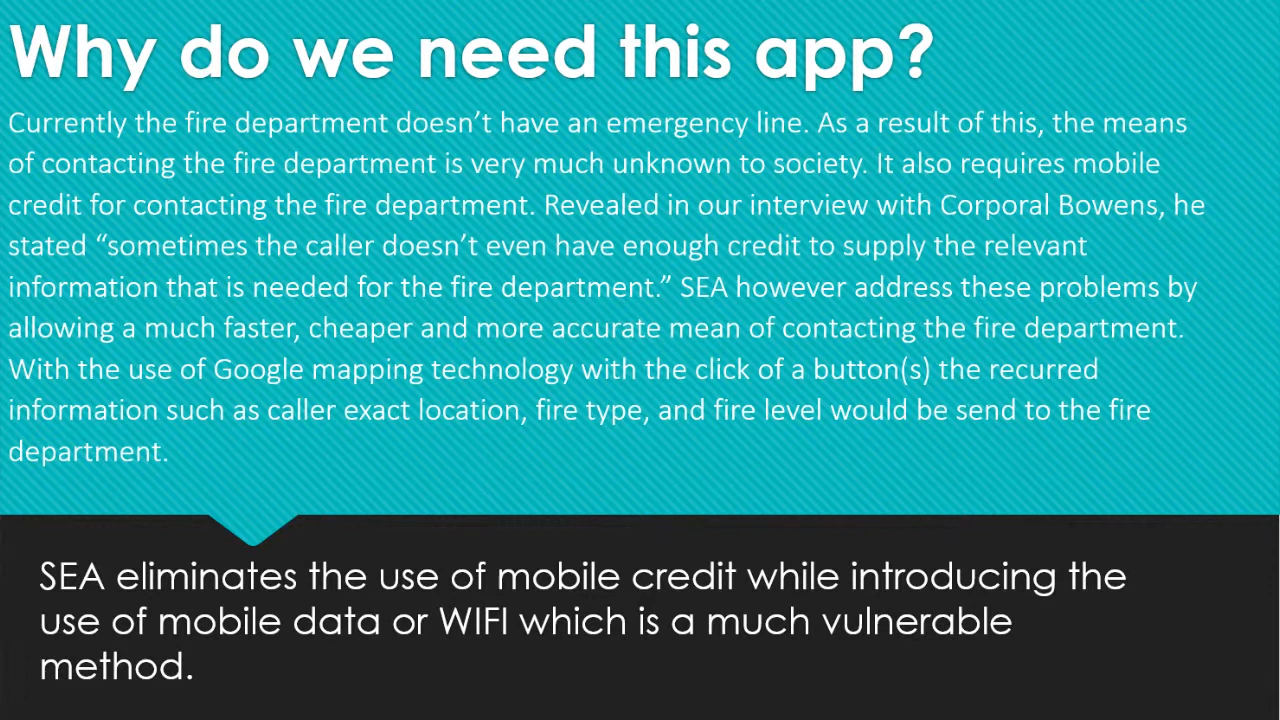 Why do we need this app?
Currently the fire department doesn’t have an emergency line. As a result of this, the means
of contacting the fire department is very much unknown to society. It also requires mobile
credit for contacting the fire department. Revealed in our interview with Corporal Bowens, he
stated “sometimes the caller doesn’t even have enough credit to supply the relevant
information that is needed for the fire department.” SEA however address these problems by
allowing a much faster, cheaper and more accurate mean of contacting the fire department.
With the use of Google mapping technology with the click of a button(s) the recurred
information such as caller exact location, fire type, and fire level would be send to the fire
department.
SEA eliminates the use of mobile credit while introducing the
use of mobile data or WIFI which is a much vulnerable
method.